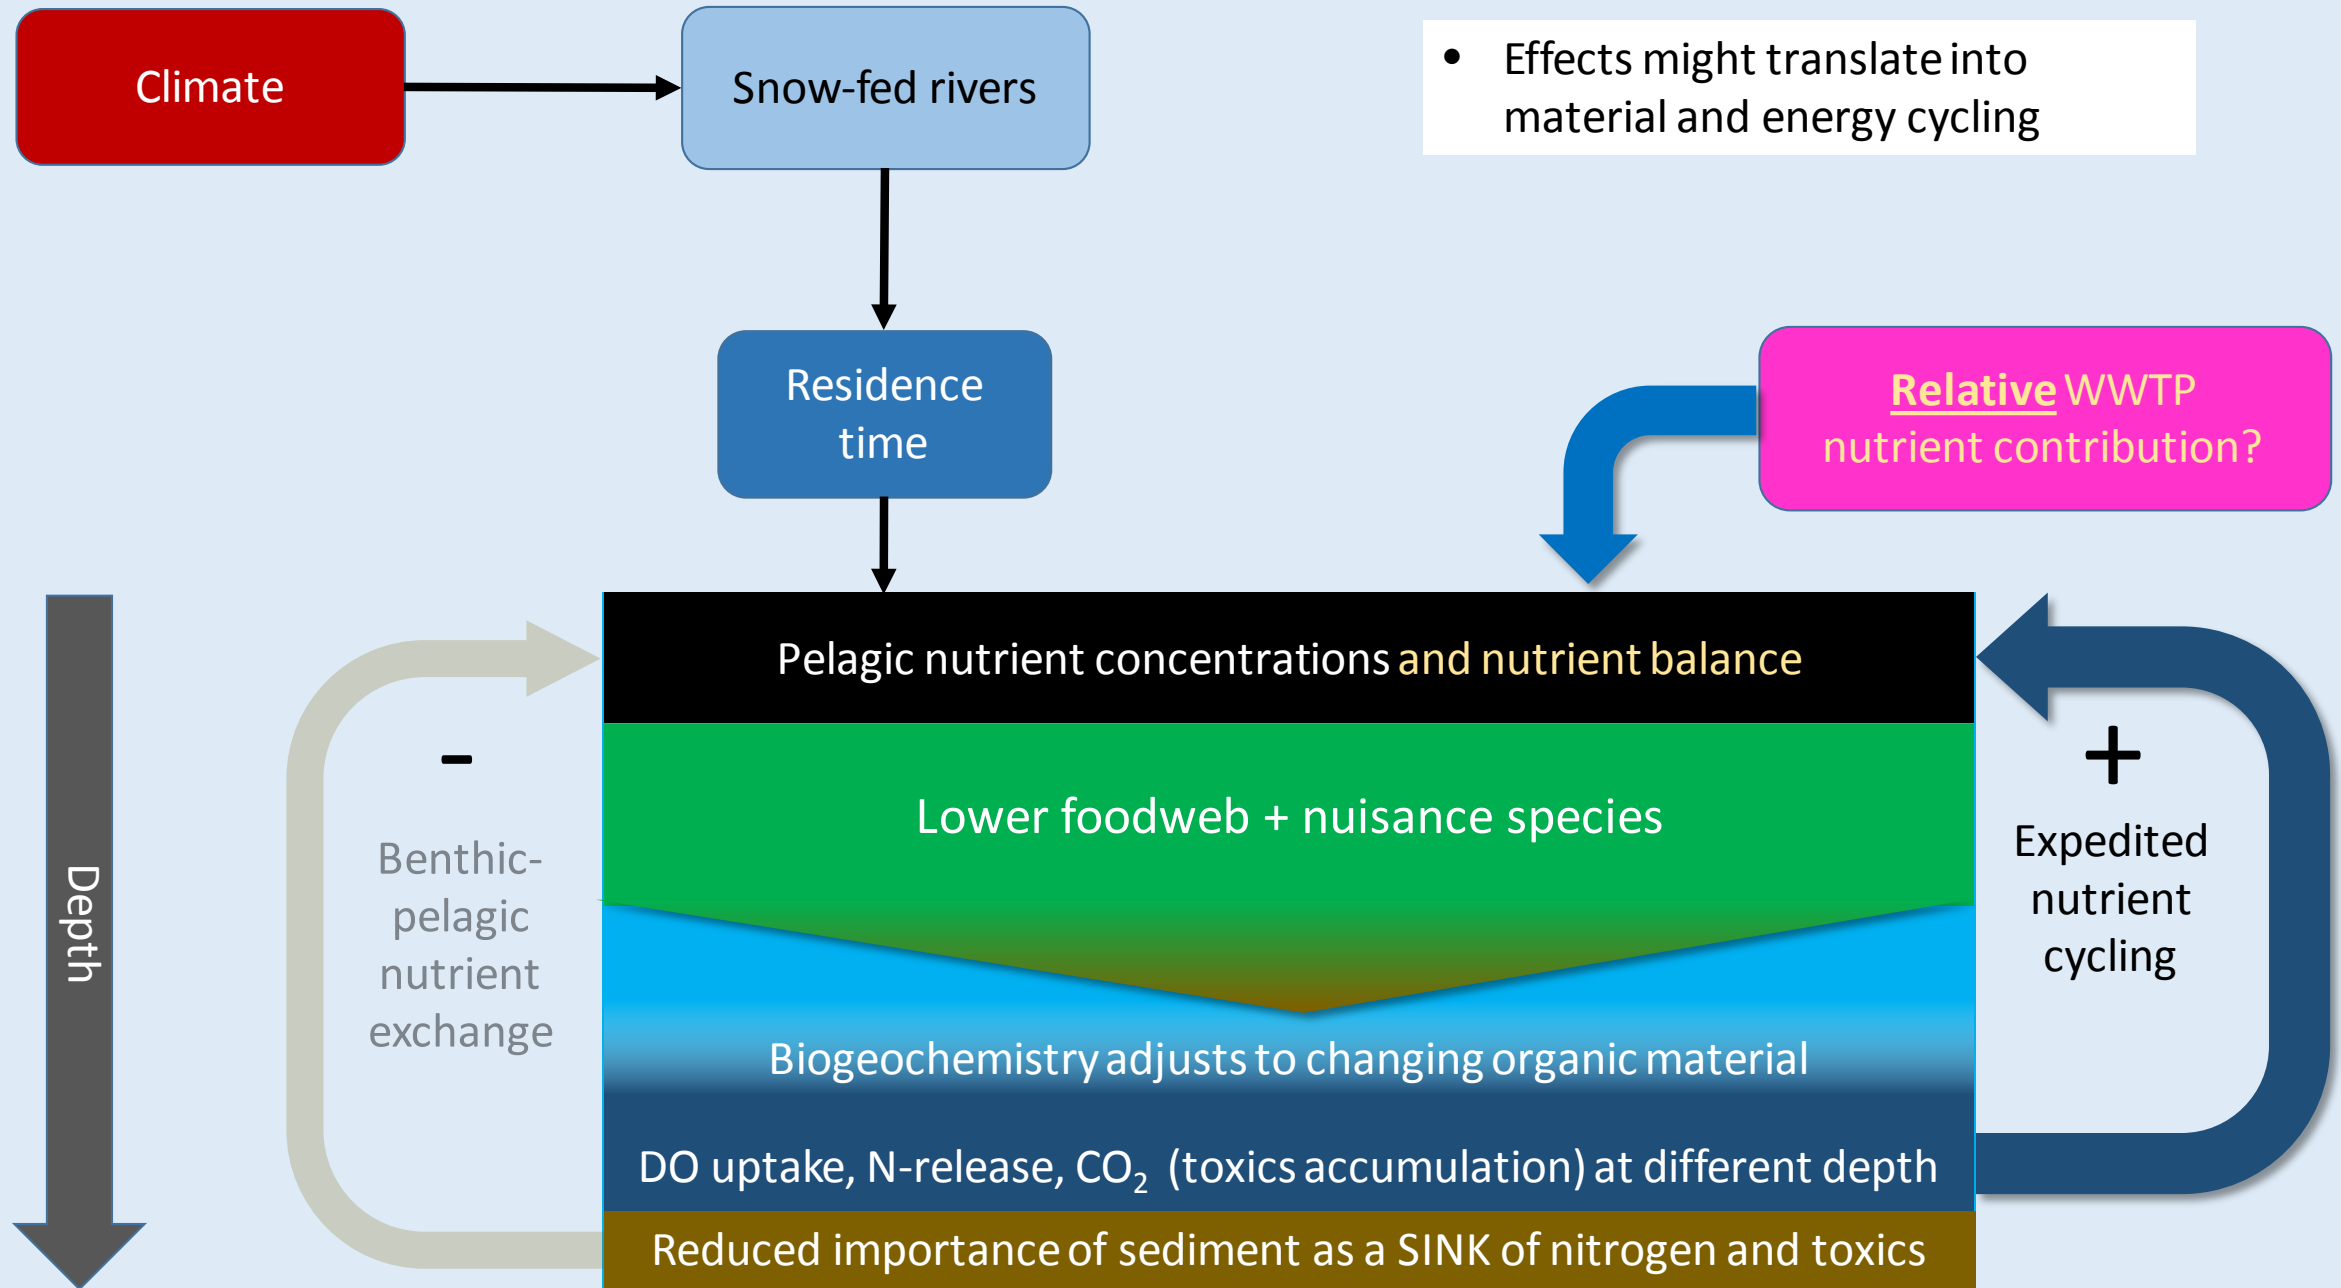 Climate
Snow-fed rivers
• Effects might translate into
material and energy cycling
Residence
time
Relative WWTP
nutrient contribution?
Pelagic nutrient concentrations and nutrient balance
-
Benthic-
pelagic
nutrient
exchange
Depth
Lower foodweb + nuisance species
+
Expedited
nutrient
cycling
Biogeochemistry adjusts to changing organic material
DO uptake, N-release, CO₂ (toxics accumulation) at different depth
Reduced importance of sediment as a SINK of nitrogen and toxics